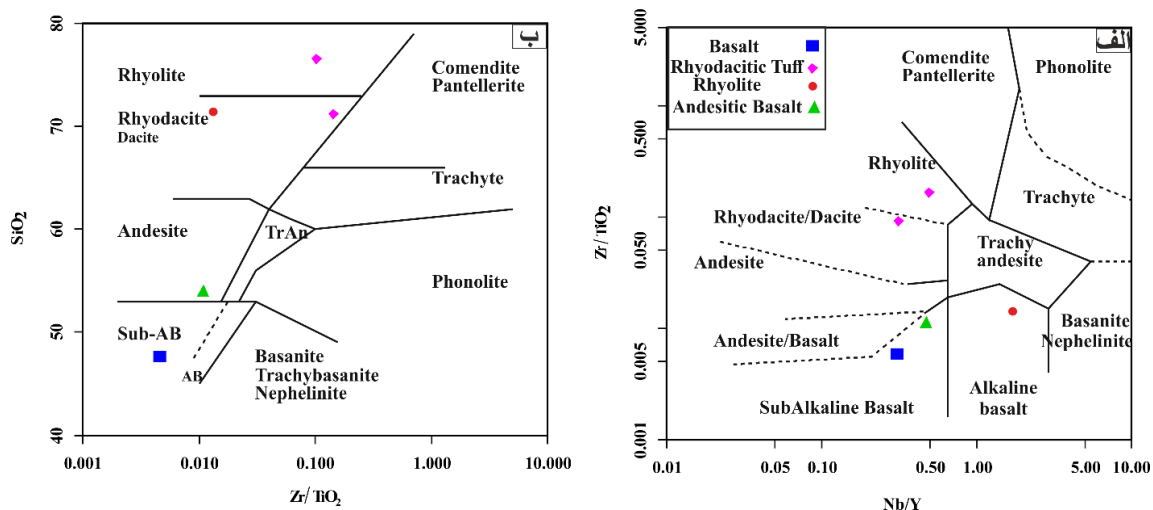 ب
SiO2
80
70
60
50
40
Rhyolite
Rhyodacite
Dacite
Comendite
Pantellerite
Trachyte
Andesite
TrAn
Phonolite
Sub-AB
AB
Basanite
Trachybasanite
Nephelinite
0.001
0.010
0.100
1.000
10.000
Zr/TiO2
الف
Zr/TiO2
5.000
0.500
0.050
0.005
0.001
Basalt
Rhyodacitic Tuff
Rhyolite
Andesitic Basalt
Comendite
Pantellerite
Phonolite
Rhyolite
Trachyte
Rhyodacite/Dacite
Trachy
andesite
Andesite
Basanite
Nephelinite
Andesite/Basalt
Alkaline
basalt
SubAlkaline Basalt
0.01
0.05
0.10
0.50
1.00
5.00
10.00
Nb/Y